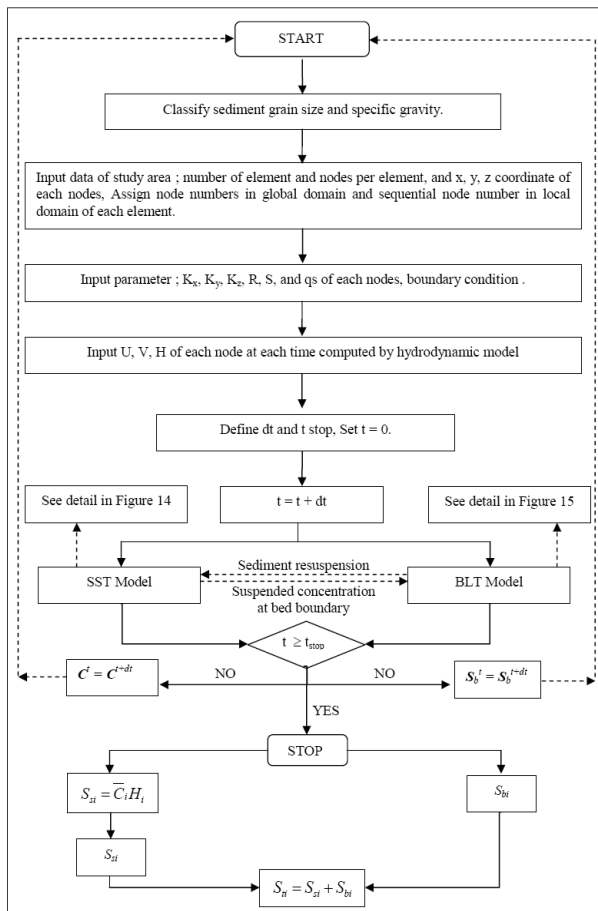 START
Classify sediment grain size and specific gravity.
Input data of study area ; number of element and nodes per element, and x, y, z coordinate of
each nodes, Assign node numbers in global domain and sequential node number in local
domain of each element.
Input parameter ; Kx, Ky, Kz, R, S, and qs of each nodes, boundary condition .
Input U, V, H of each node at each time computed by hydrodynamic model
Define dt and t stop, Set t = 0.
See detail in Figure 14
t = t + dt
See detail in Figure 15
SST Model
Sediment resuspension
Suspended concentration
at bed boundary
BLT Model
t ≥ tstop
C^t = C^t+dt
NO
NO
S_b^t = S_b^t+dt
YES
STOP
S_si = C̅_i H_i
S_bi
S_si
S_ti = S_si + S_bi